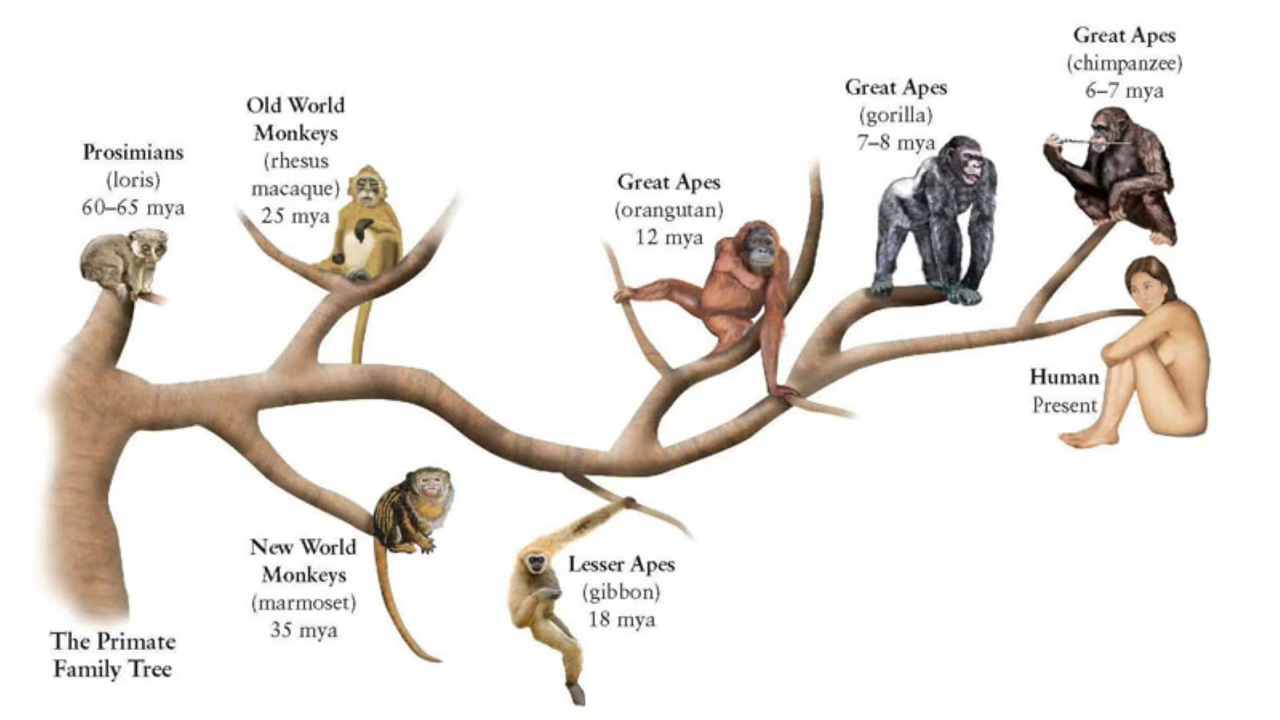 Prosimians
(loris)
60–65 mya
Old World
Monkeys
(rhesus
macaque)
25 mya
Great Apes
(orangutan)
12 mya
Great Apes
(gorilla)
7–8 mya
Great Apes
(chimpanzee)
6–7 mya
Human
Present
New World
Monkeys
(marmoset)
35 mya
Lesser Apes
(gibbon)
18 mya
The Primate
Family Tree